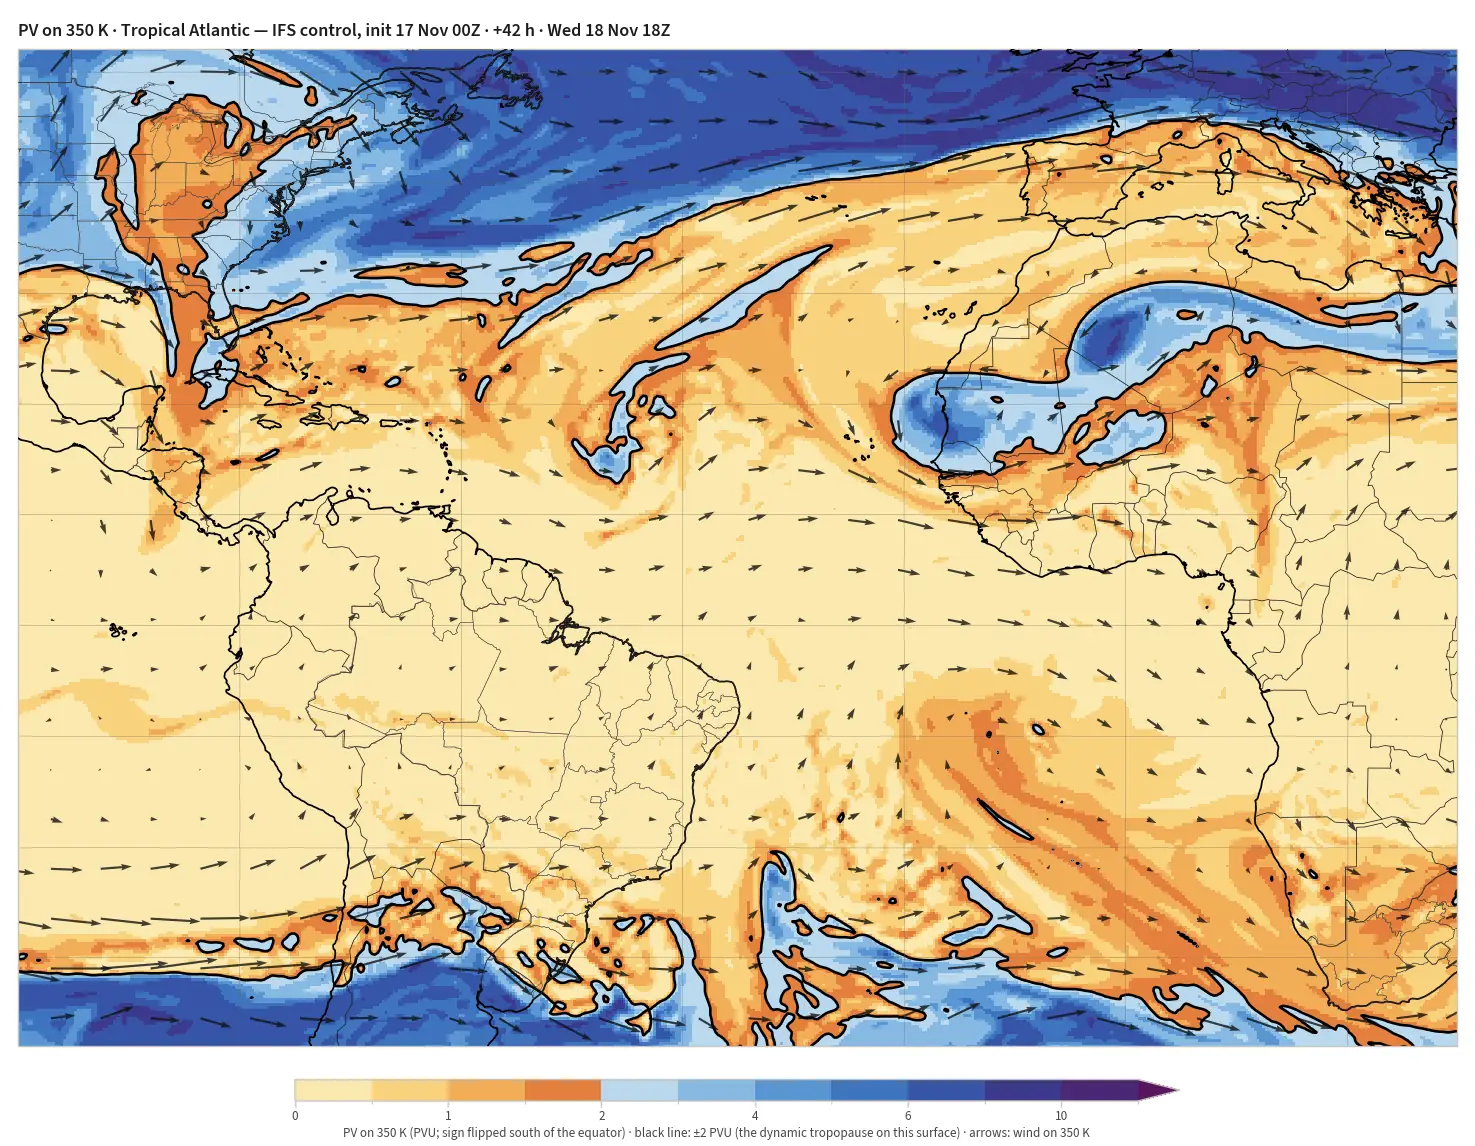 PV on 350 K · Tropical Atlantic — IFS control, init 17 Nov 00Z · +42 h · Wed 18 Nov 18Z
0 1 2 4 6 10
PV on 350 K (PVU; sign flipped south of the equator) · black line: ±2 PVU (the dynamic tropopause on this surface) · arrows: wind on 350 K